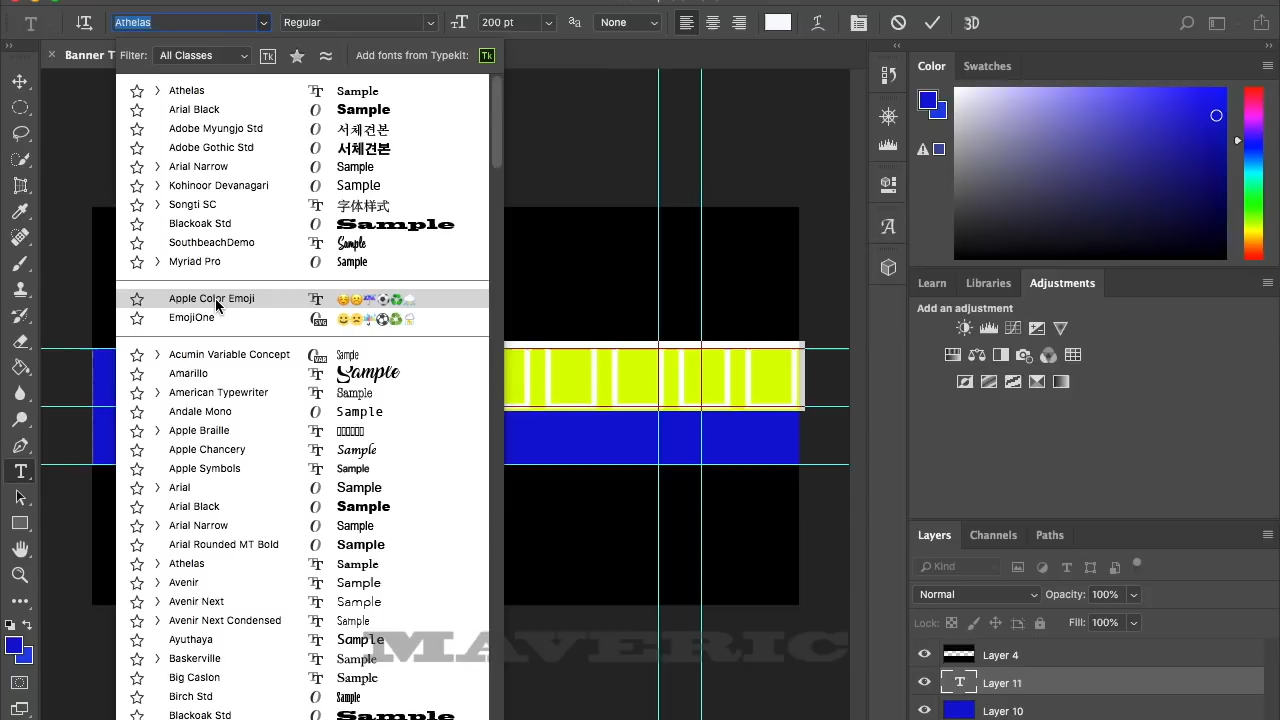 Athelas
Regular
200 pt
None
3D
Banner T
Filter:
All Classes
Add fonts from Typekit:
Tk
Athelas Sample
Arial Black Sample
Adobe Myungjo Std 서체견본
Adobe Gothic Std 서체견본
Arial Narrow Sample
Kohinoor Devanagari Sample
Songti SC 字体样式
Blackoak Std Sample
SouthbeachDemo Sample
Myriad Pro Sample
Apple Color Emoji
EmojiOne
Acumin Variable Concept Sample
Amarillo Sample
American Typewriter Sample
Andale Mono Sample
Apple Braille
Apple Chancery Sample
Apple Symbols Sample
Arial Sample
Arial Black Sample
Arial Narrow Sample
Arial Rounded MT Bold Sample
Athelas Sample
Avenir Sample
Avenir Next Sample
Avenir Next Condensed Sample
Ayuthaya Sample
Baskerville Sample
Big Caslon Sample
Birch Std Sample
Blackoak Std Sample
MAVERIC
Color
Swatches
Learn
Libraries
Adjustments
Add an adjustment
Layers
Channels
Paths
Kind
Normal
Opacity: 100%
Lock:
Fill: 100%
Layer 4
Layer 11
Layer 10